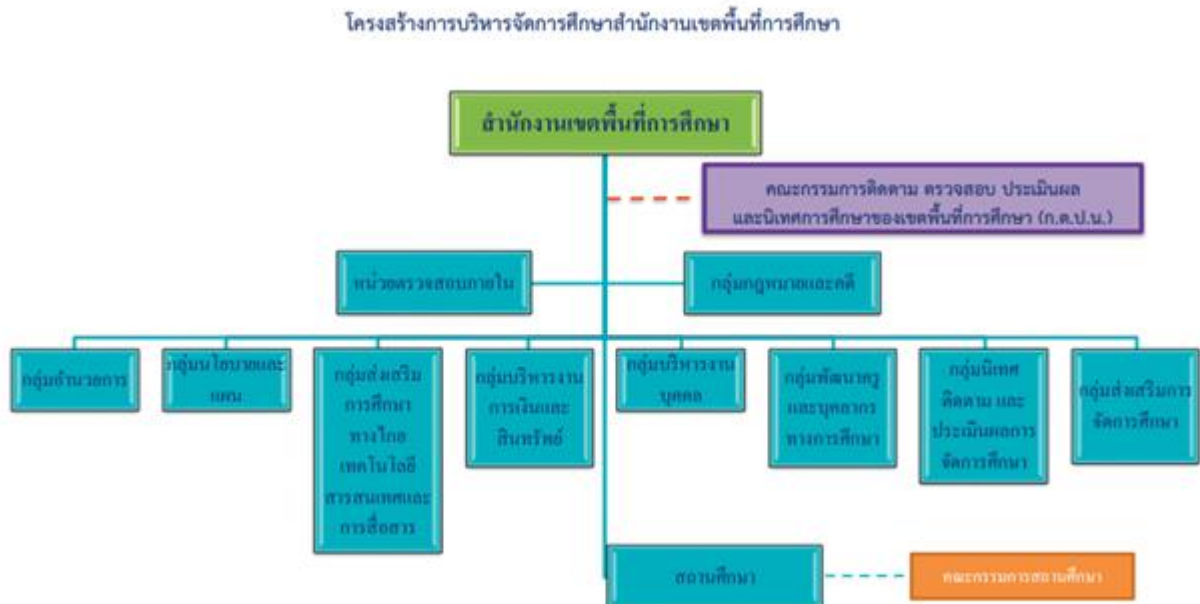 โครงสร้างการบริหารจัดการศึกษาสำนักงานเขตพื้นที่การศึกษา
สำนักงานเขตพื้นที่การศึกษา
คณะกรรมการติดตาม ตรวจสอบ ประเมินผล
และนิเทศการศึกษาของเขตพื้นที่การศึกษา (ก.ต.ป.น.)
หน่วยตรวจสอบภายใน
กลุ่มกฎหมายและคดี
กลุ่มอำนวยการ
กลุ่มนโยบายและ
แผน
กลุ่มส่งเสริม
การศึกษา
ทางไกล
เทคโนโลยี
สารสนเทศและ
การสื่อสาร
กลุ่มบริหารงาน
การเงินและ
สินทรัพย์
กลุ่มบริหารงาน
บุคคล
กลุ่มพัฒนาครู
และบุคลากร
ทางการศึกษา
กลุ่มนิเทศ
ติดตาม และ
ประเมินผลการ
จัดการศึกษา
กลุ่มส่งเสริมการ
จัดการศึกษา
สถานศึกษา
คณะกรรมการสถานศึกษา